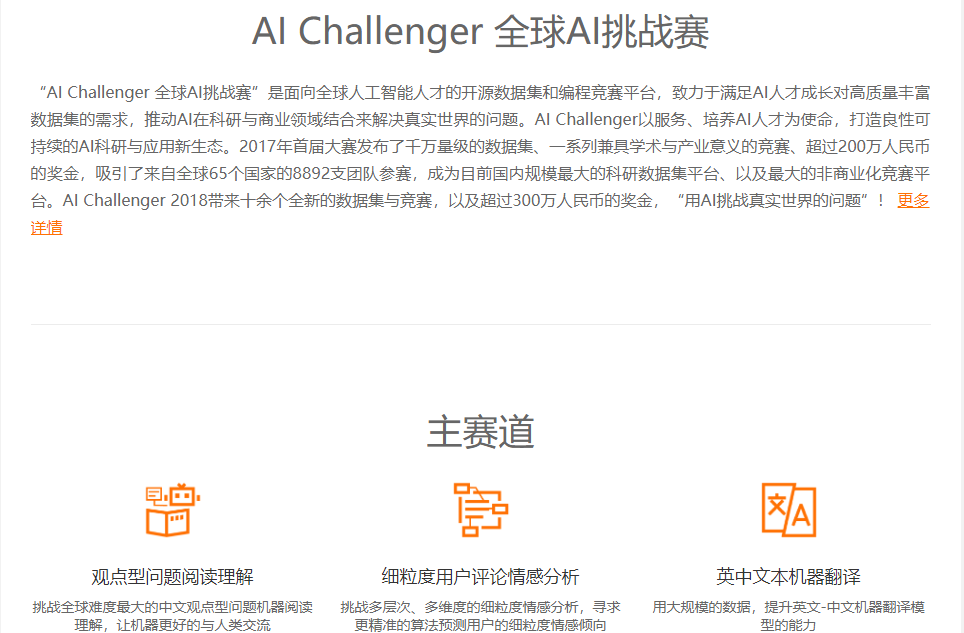 AI Challenger 全球AI挑战赛
“AI Challenger 全球AI挑战赛”是面向全球人工智能人才的开源数据集和编程竞赛平台，致力于满足AI人才成长对高质量丰富
数据集的需求，推动AI在科研与商业领域结合来解决真实世界的问题。AI Challenger以服务、培养AI人才为使命，打造良性可
持续的AI科研与应用新生态。2017年首届大赛发布了千万量级的数据集、一系列兼具学术与产业意义的竞赛、超过200万人民币
的奖金，吸引了来自全球65个国家的8892支团队参赛，成为目前国内规模最大的科研数据集平台、以及最大的非商业化竞赛平
台。AI Challenger 2018带来十余个全新的数据集与竞赛，以及超过300万人民币的奖金，“用AI挑战真实世界的问题”！ 更多
详情
主赛道
观点型问题阅读理解
挑战全球难度最大的中文观点型问题机器阅读
理解，让机器更好的与人类交流
细粒度用户评论情感分析
挑战多层次、多维度的细粒度情感分析，寻求
更精准的算法预测用户的细粒度情感倾向
英中文本机器翻译
用大规模的数据，提升英文-中文机器翻译模
型的能力